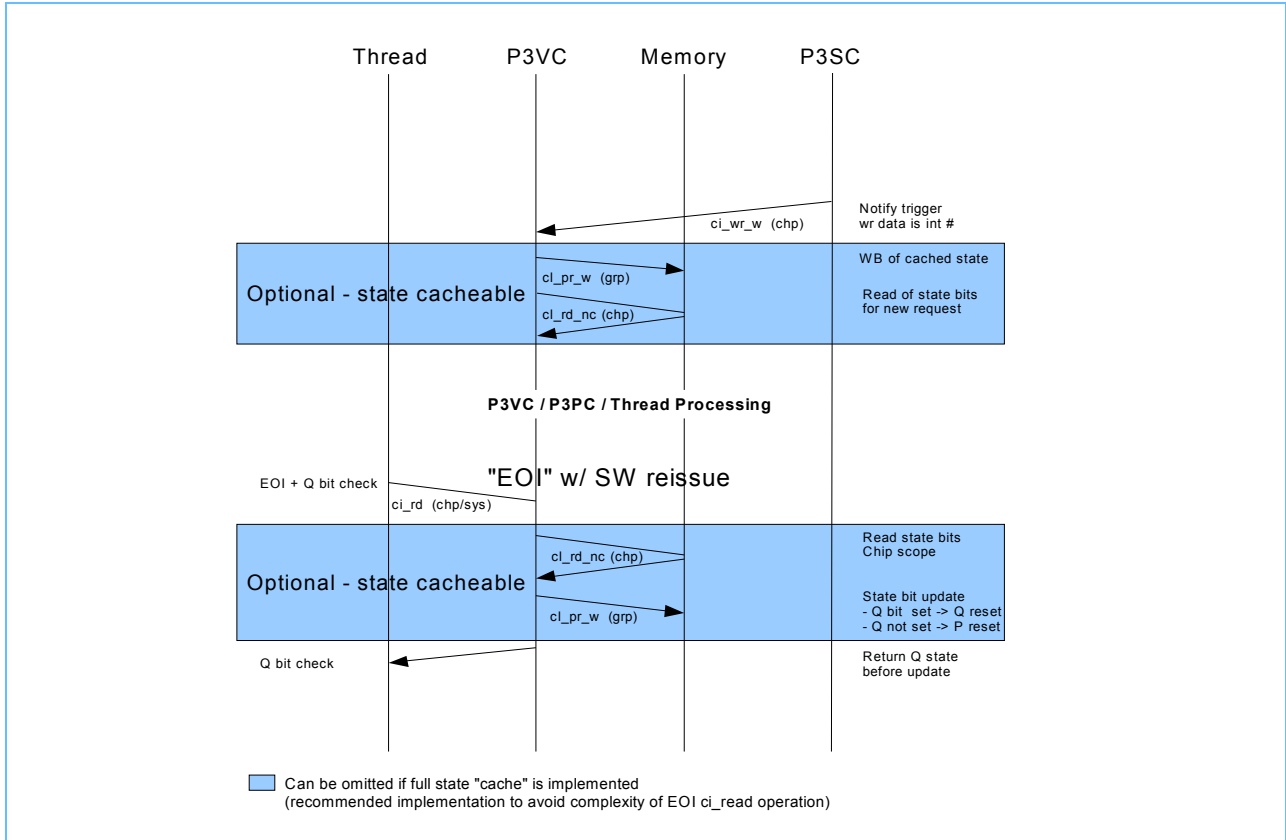 Thread P3VC Memory P3SC
Notify trigger
wr data is int #
ci_wr_w (chp)
WB of cached state
cl_pr_w (grp)
Optional - state cacheable
Read of state bits
for new request
cl_rd_nc (chp)
P3VC / P3PC / Thread Processing
"EOI" w/ SW reissue
EOI + Q bit check
ci_rd (chp/sys)
Read state bits
Chip scope
cl_rd_nc (chp)
Optional - state cacheable
State bit update
- Q bit set -> Q reset
- Q not set -> P reset
cl_pr_w (grp)
Q bit check
Return Q state
before update
Can be omitted if full state "cache" is implemented
(recommended implementation to avoid complexity of EOI ci_read operation)